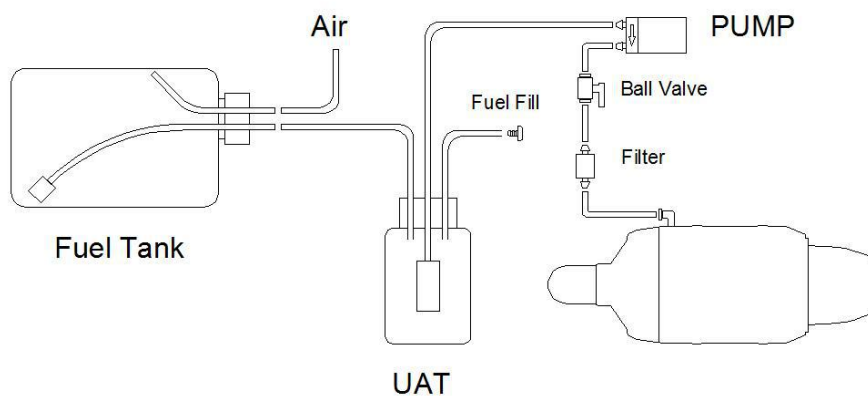 Air
PUMP
Ball Valve
Fuel Fill
Filter
Fuel Tank
UAT